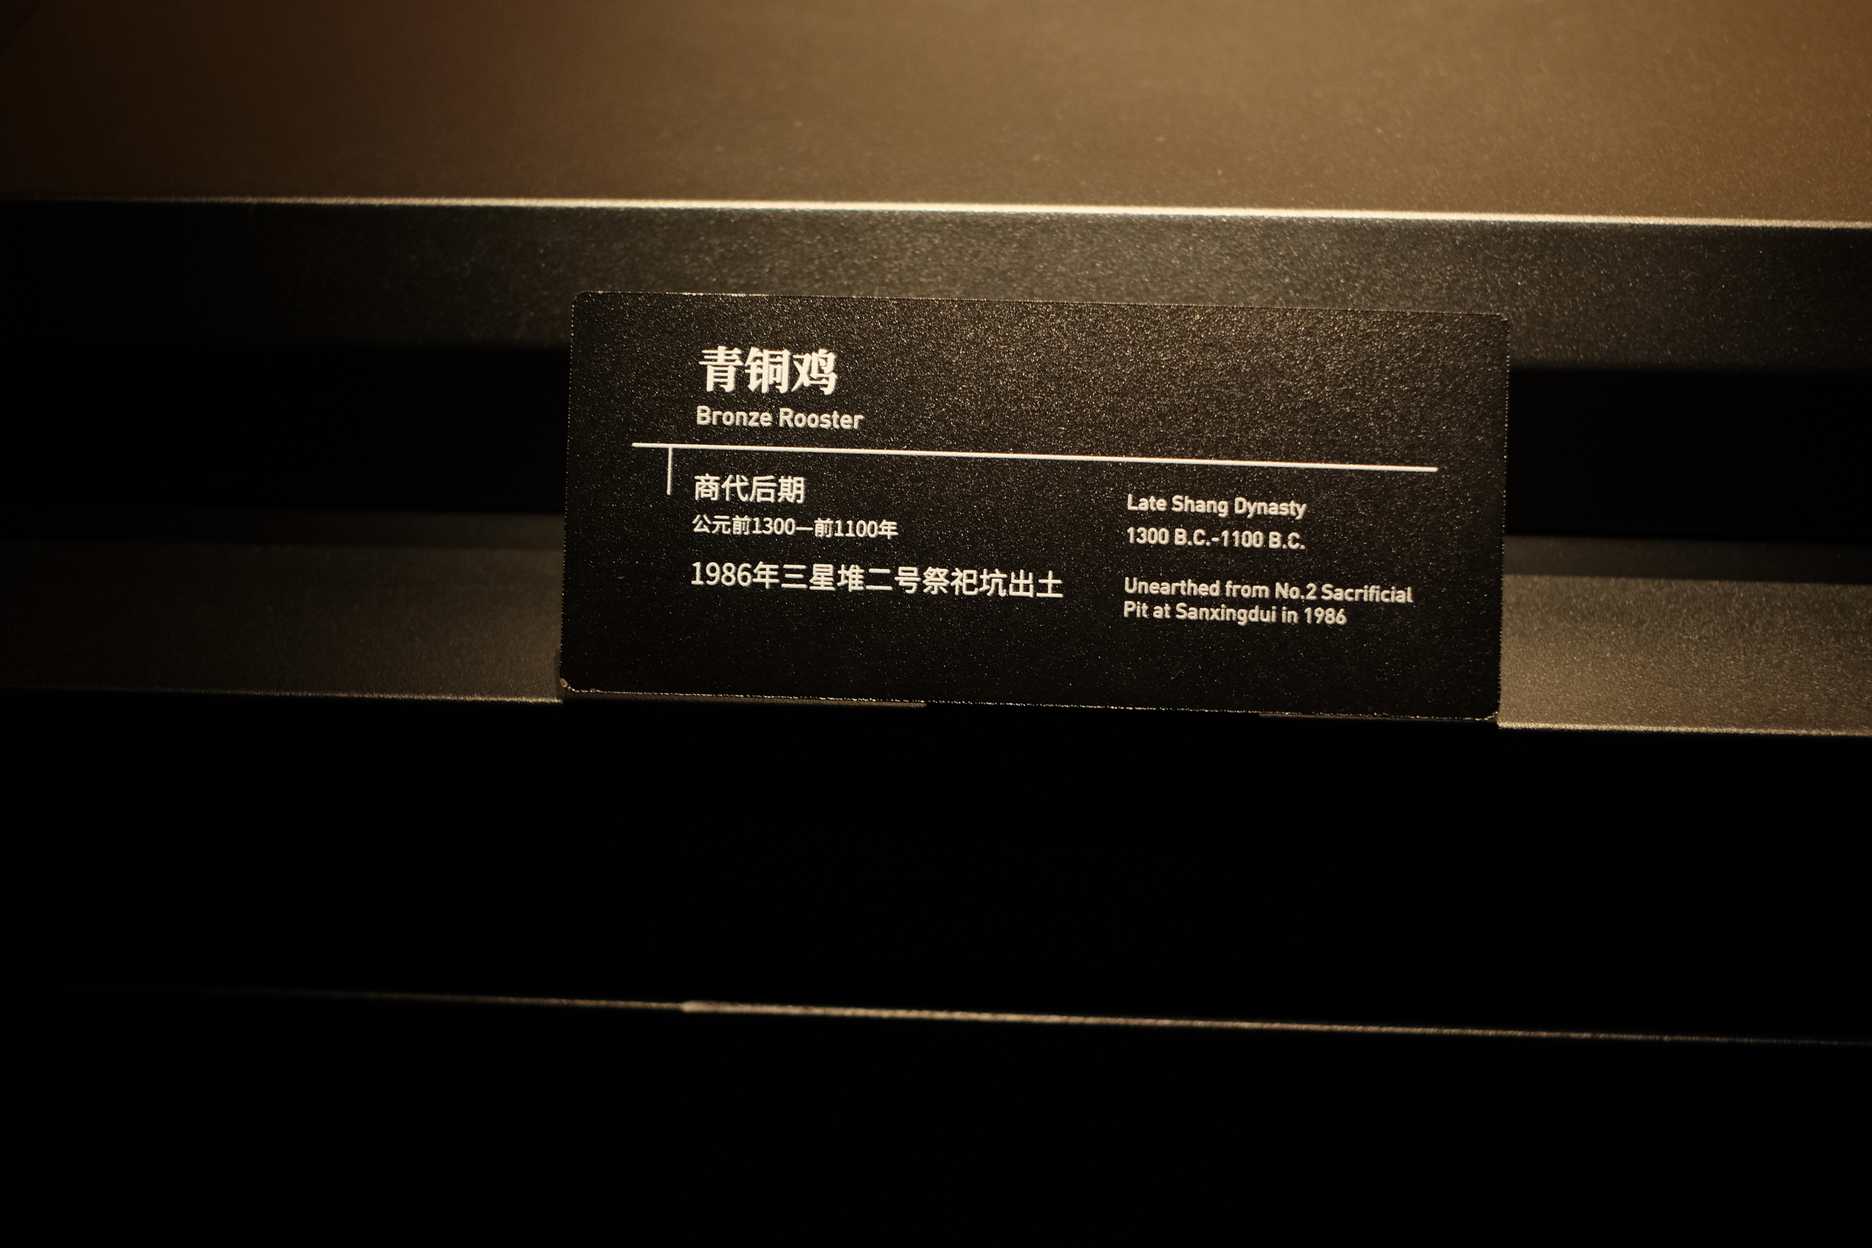 青铜鸡
Bronze Rooster
商代后期
公元前1300—前1100年
1986年三星堆二号祭祀坑出土
Late Shang Dynasty
1300 B.C.-1100 B.C.
Unearthed from No.2 Sacrificial
Pit at Sanxingdui in 1986